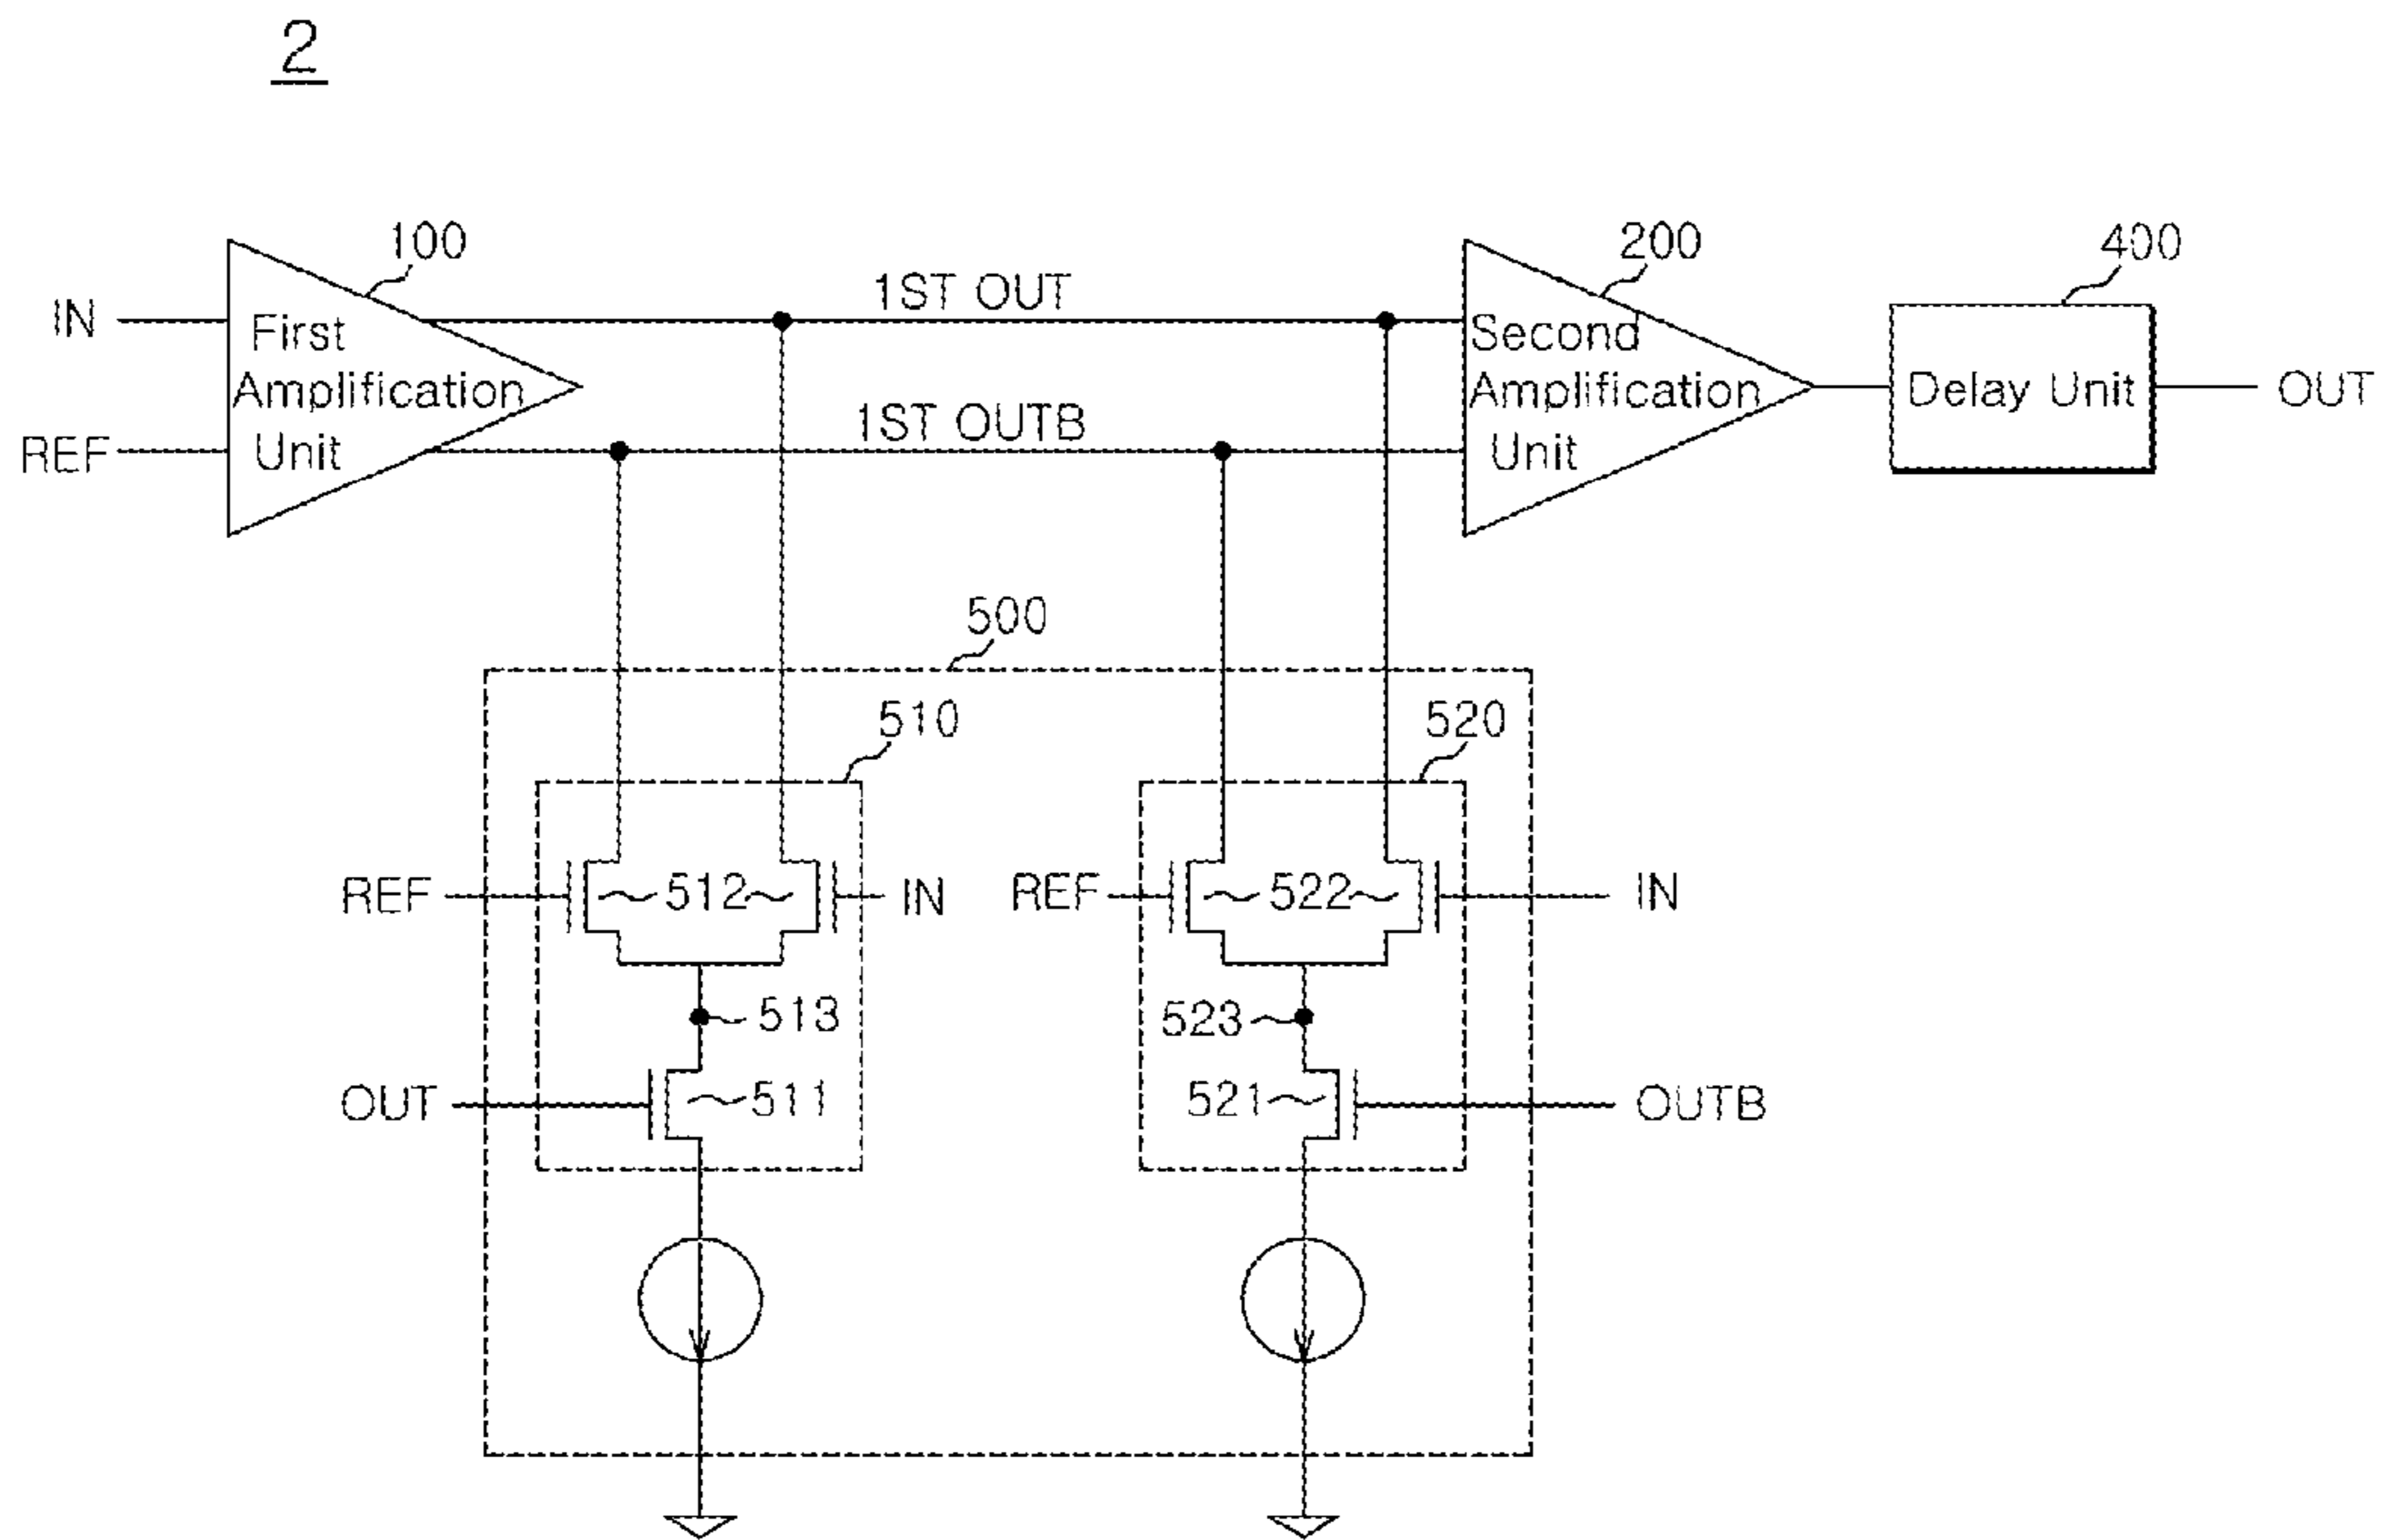 2
100
200
400
IN
1ST OUT
First
Amplification
Unit
Second
Amplification
Unit
Delay Unit
OUT
REF
1ST OUTB
500
510
520
REF
512
IN
REF
522
IN
513
523
OUT
511
521
OUTB